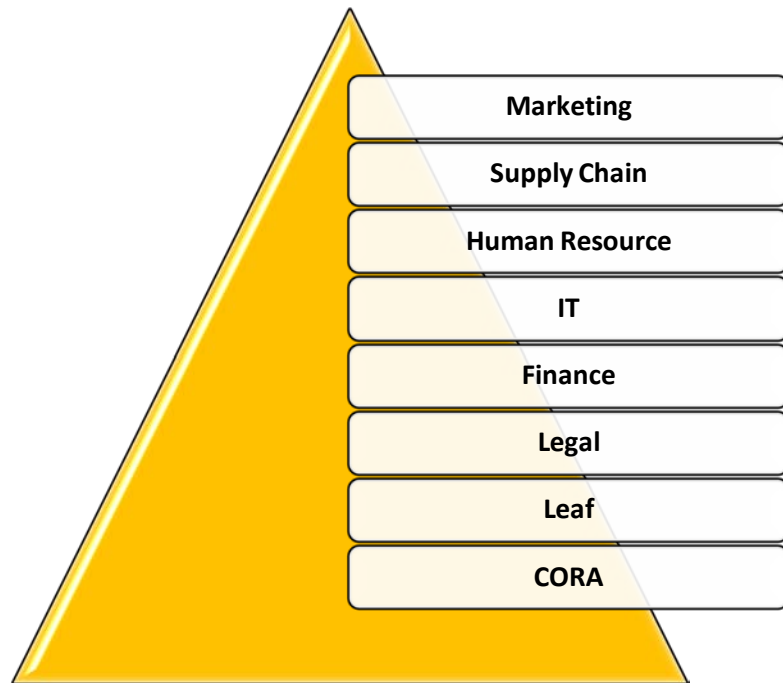 Marketing
Supply Chain
Human Resource
IT
Finance
Legal
Leaf
CORA